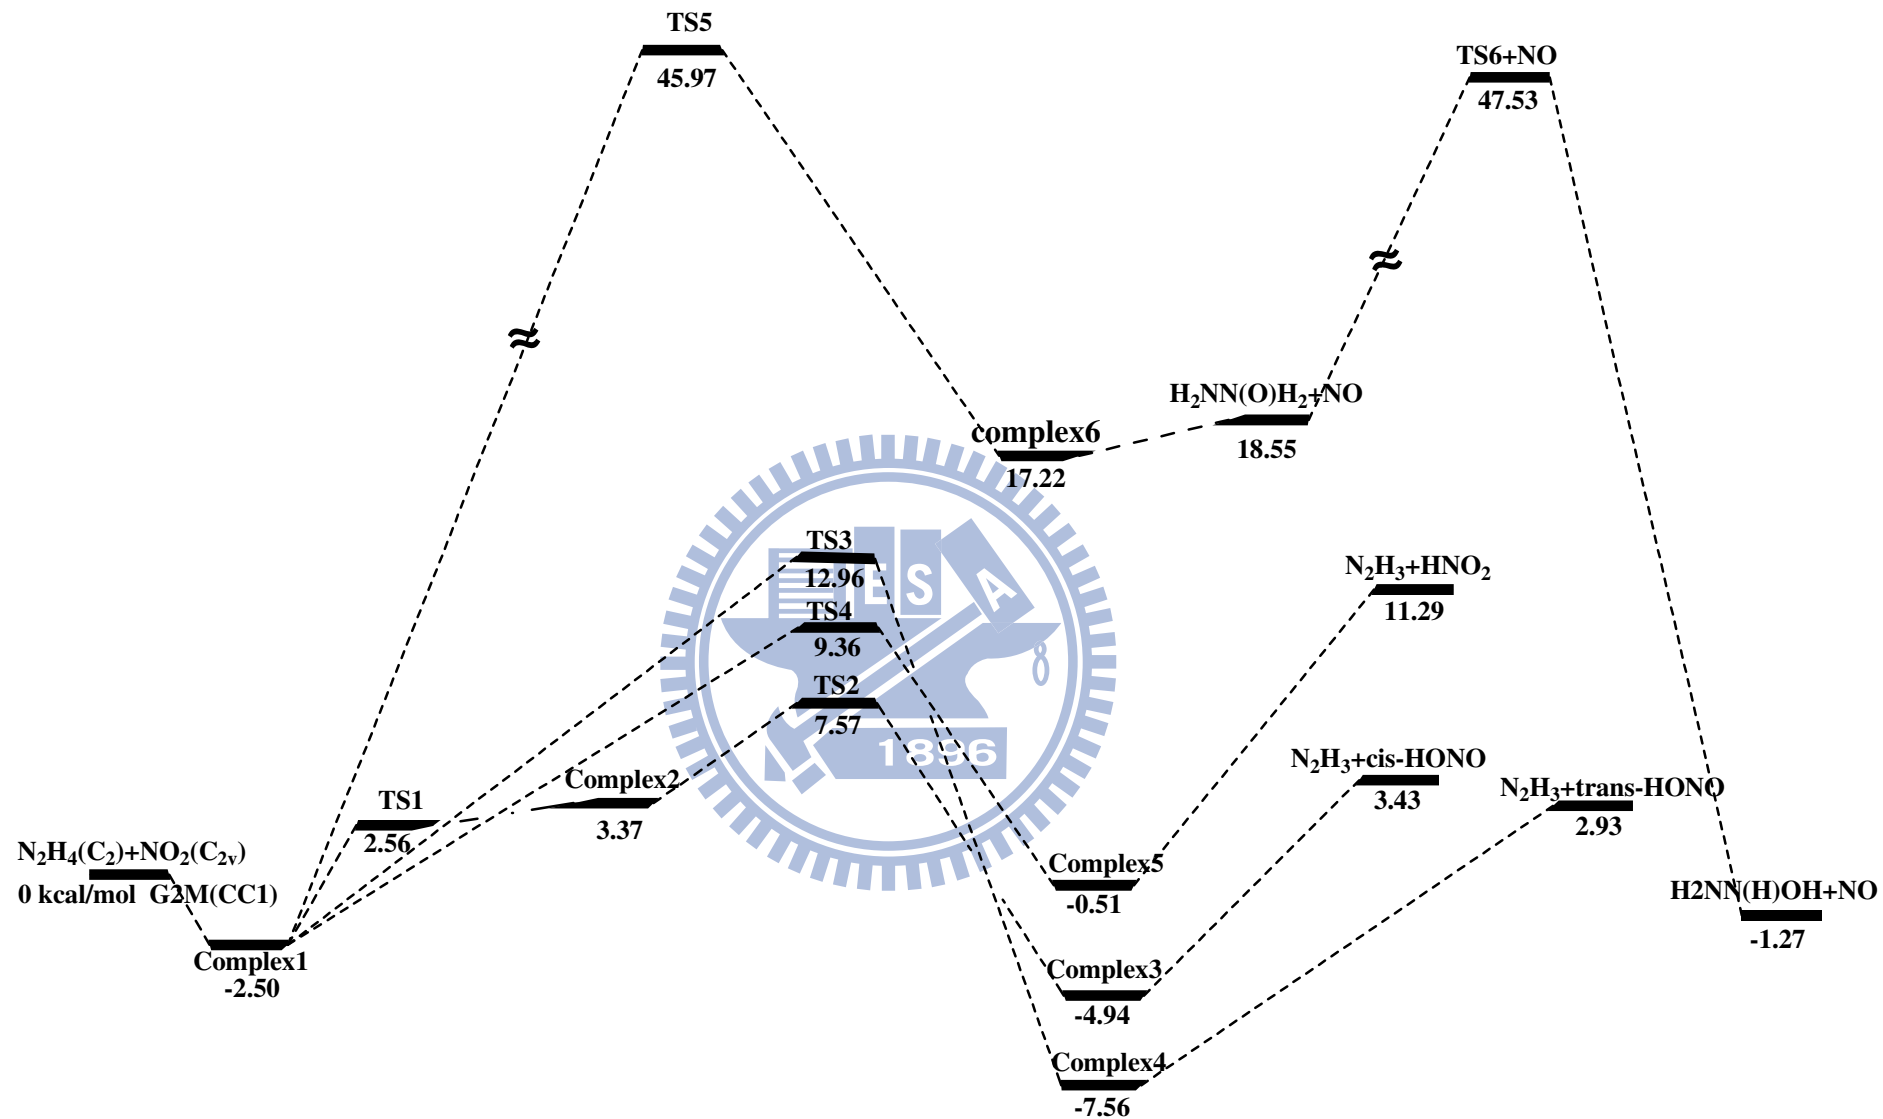 TS5
45.97
TS6+NO
47.53
H₂NN(O)H₂+NO
18.55
complex6
17.22
TS3
12.96
E S A
N₂H₃+HNO₂
11.29
TS4
9.36
TS2
7.57
1896
N₂H₃+cis-HONO
3.43
N₂H₃+trans-HONO
2.93
Complex2
3.37
TS1
2.56
N₂H₄(C₂)+NO₂(C₂ᵥ)
0 kcal/mol G2M(CC1)
Complex5
-0.51
H2NN(H)OH+NO
-1.27
Complex1
-2.50
Complex3
-4.94
Complex4
-7.56